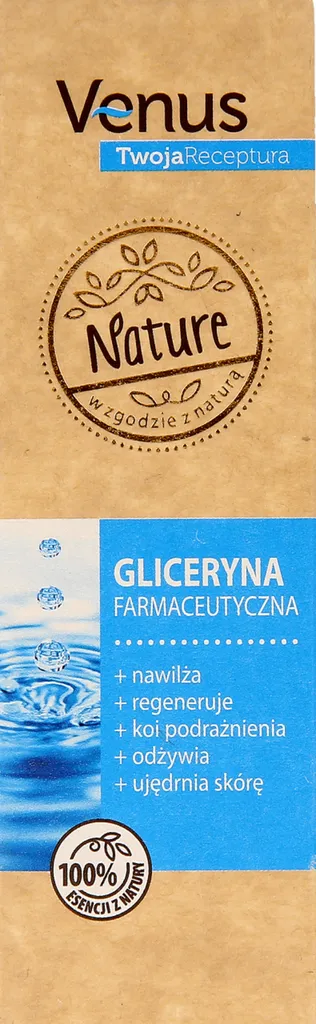 Venus
TwojaReceptura
Nature
w zgodzie z naturą
GLICERYNA
FARMACEUTYCZNA
+ nawilża
+ regeneruje
+ koi podrażnienia
+ odżywia
+ ujędrnia skórę
100%
ESENCJI Z NATURY